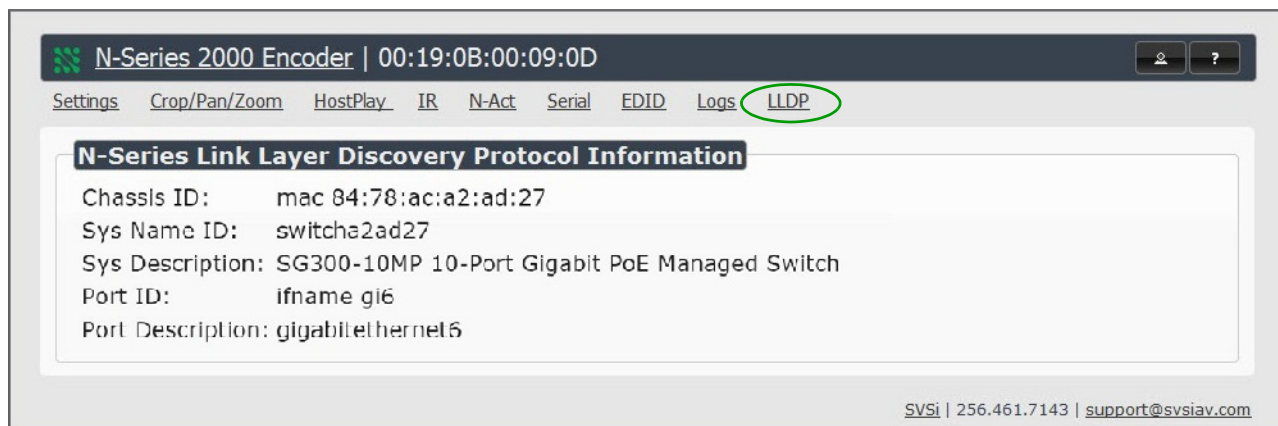 N-Series 2000 Encoder | 00:19:0B:00:09:0D ?
Settings Crop/Pan/Zoom HostPlay IR N-Act Serial EDID Logs LLDP
N-Series Link Layer Discovery Protocol Information
Chassis ID: mac 84:78:ac:a2:ad:27
Sys Name ID: switcha2ad27
Sys Description: SG300-10MP 10-Port Gigabit PoE Managed Switch
Port ID: ifname gi6
Port Description: gigabitethernet6
SVSi | 256.461.7143 | support@svsiav.com